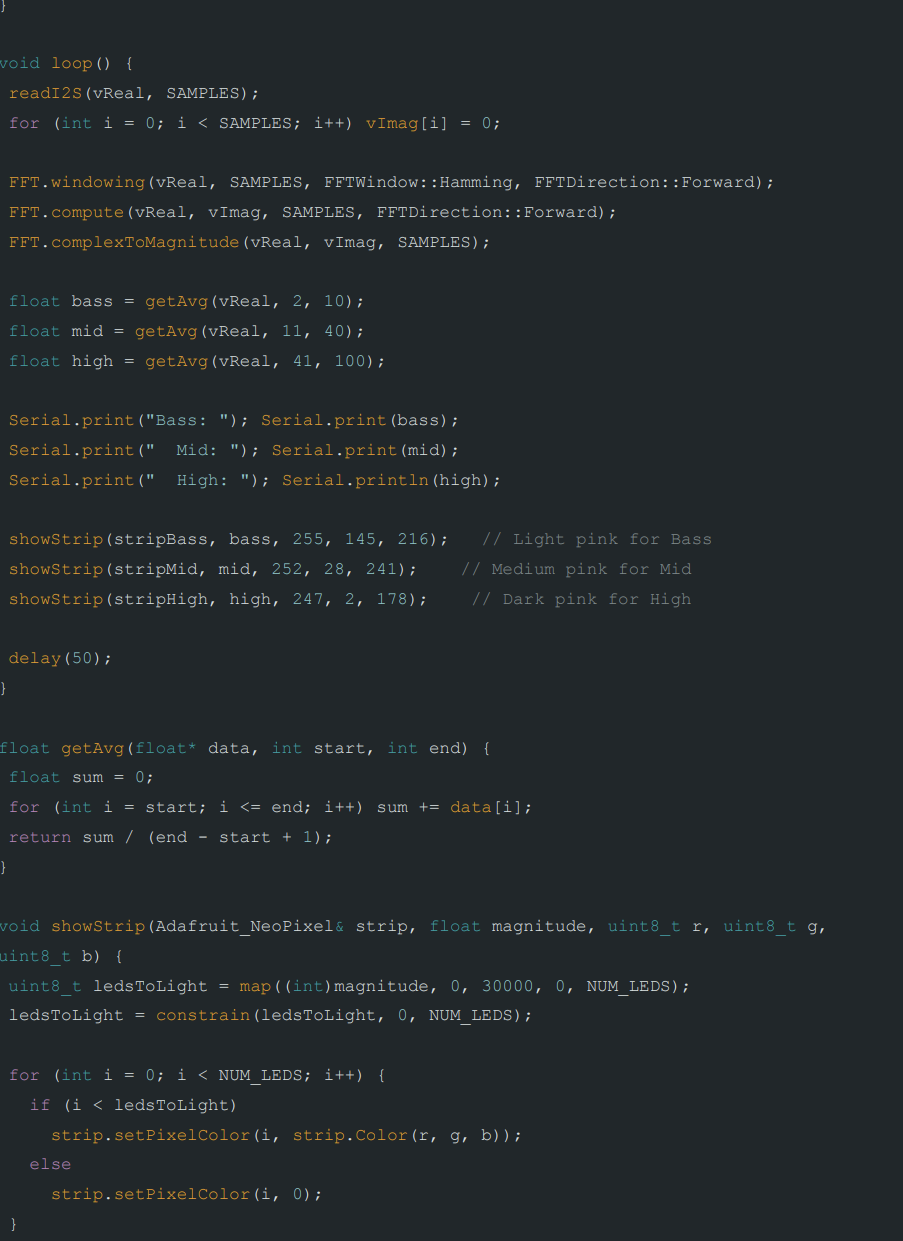 }
void loop() {
readI2S(vReal, SAMPLES);
for (int i = 0; i < SAMPLES; i++) vImag[i] = 0;
FFT.windowing(vReal, SAMPLES, FFTWindow::Hamming, FFTDirection::Forward);
FFT.compute(vReal, vImag, SAMPLES, FFTDirection::Forward);
FFT.complexToMagnitude(vReal, vImag, SAMPLES);
float bass = getAvg(vReal, 2, 10);
float mid = getAvg(vReal, 11, 40);
float high = getAvg(vReal, 41, 100);
Serial.print("Bass: "); Serial.print(bass);
Serial.print("  Mid: "); Serial.print(mid);
Serial.print("  High: "); Serial.println(high);
showStrip(stripBass, bass, 255, 145, 216);   // Light pink for Bass
showStrip(stripMid, mid, 252, 28, 241);    // Medium pink for Mid
showStrip(stripHigh, high, 247, 2, 178);    // Dark pink for High
delay(50);
}
float getAvg(float* data, int start, int end) {
float sum = 0;
for (int i = start; i <= end; i++) sum += data[i];
return sum / (end - start + 1);
}
void showStrip(Adafruit_NeoPixel& strip, float magnitude, uint8_t r, uint8_t g,
uint8_t b) {
uint8_t ledsToLight = map((int)magnitude, 0, 30000, 0, NUM_LEDS);
ledsToLight = constrain(ledsToLight, 0, NUM_LEDS);
for (int i = 0; i < NUM_LEDS; i++) {
if (i < ledsToLight)
strip.setPixelColor(i, strip.Color(r, g, b));
else
strip.setPixelColor(i, 0);
}